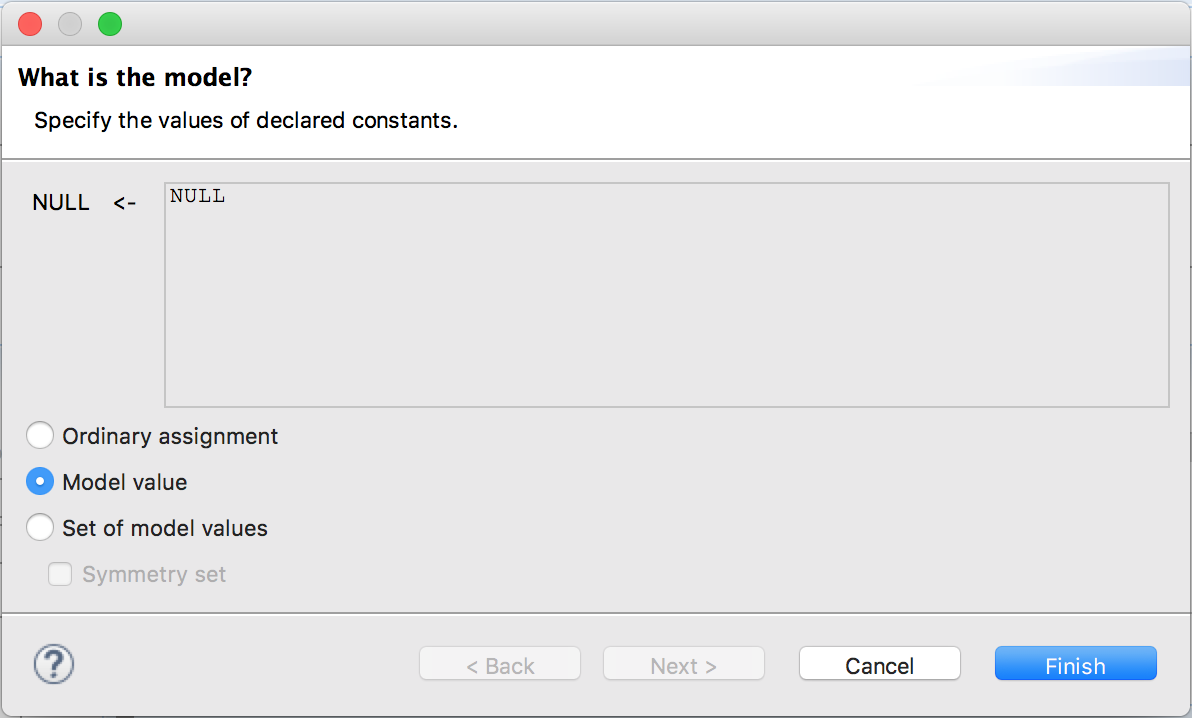 What is the model?
Specify the values of declared constants.
NULL <- NULL
Ordinary assignment
Model value
Set of model values
Symmetry set
? < Back Next > Cancel Finish